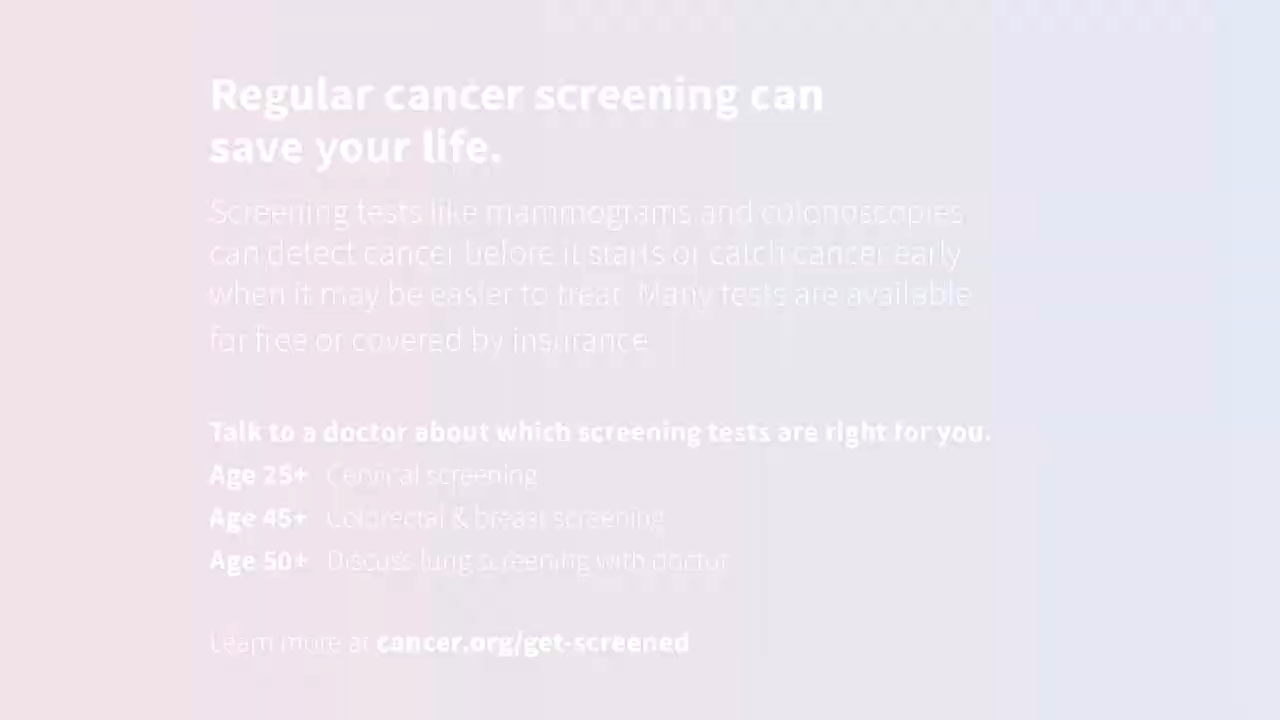 Regular cancer screening can
save your life.
Screening tests like mammograms and colonoscopies
can detect cancer before it starts or catch cancer early
when it may be easier to treat. Many tests are available
for free or covered by insurance.
Talk to a doctor about which screening tests are right for you.
Age 25+ Cervical screening
Age 45+ Colorectal & breast screening
Age 50+ Discuss lung screening with doctor
Learn more at cancer.org/get-screened